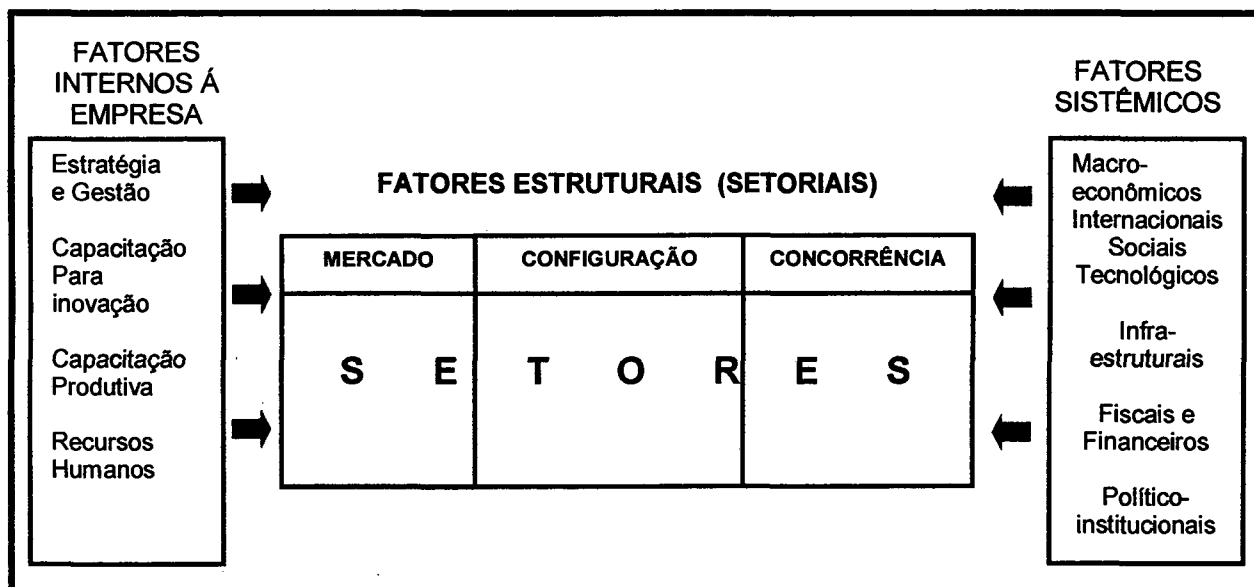 FATORES
INTERNOS Á
EMPRESA
Estratégia
e Gestão
Capacitação
Para
inovação
Capacitação
Produtiva
Recursos
Humanos
FATORES ESTRUTURAIS (SETORIAIS)
MERCADO
CONFIGURAÇÃO
CONCORRÊNCIA
S E T O R E S
FATORES
SISTÊMICOS
Macro-
econômicos
Internacionais
Sociais
Tecnológicos
Infra-
estruturais
Fiscais e
Financeiros
Político-
institucionais